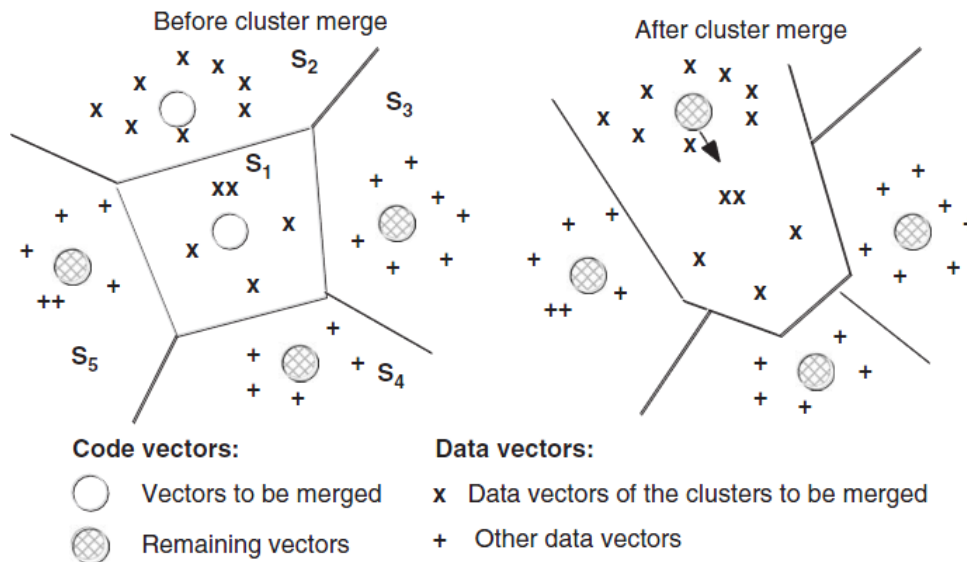 Before cluster merge
After cluster merge
S2
S3
S1
S5
S4
Code vectors:
Vectors to be merged
Remaining vectors
Data vectors:
x Data vectors of the clusters to be merged
+ Other data vectors